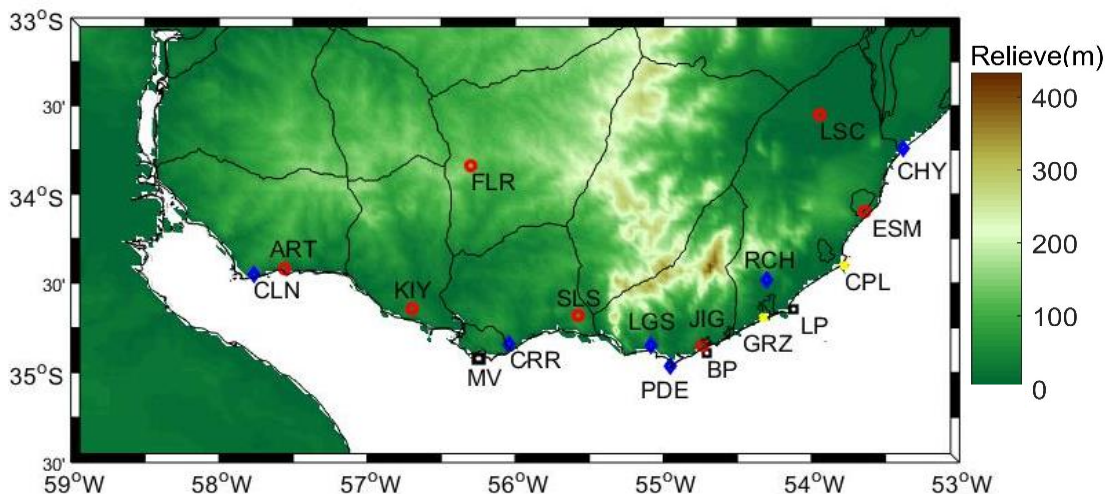 33°S
Relieve(m)
400
30'
LSC
CHY
300
FLR
34°S
ESM
200
ART
RCH
CPL
CLN
KIY
SLS
30'
LGS
JIG
LP
100
GRZ
CRR
BP
MV
35°S
PDE
0
30'
59°W
58°W
57°W
56°W
55°W
54°W
53°W